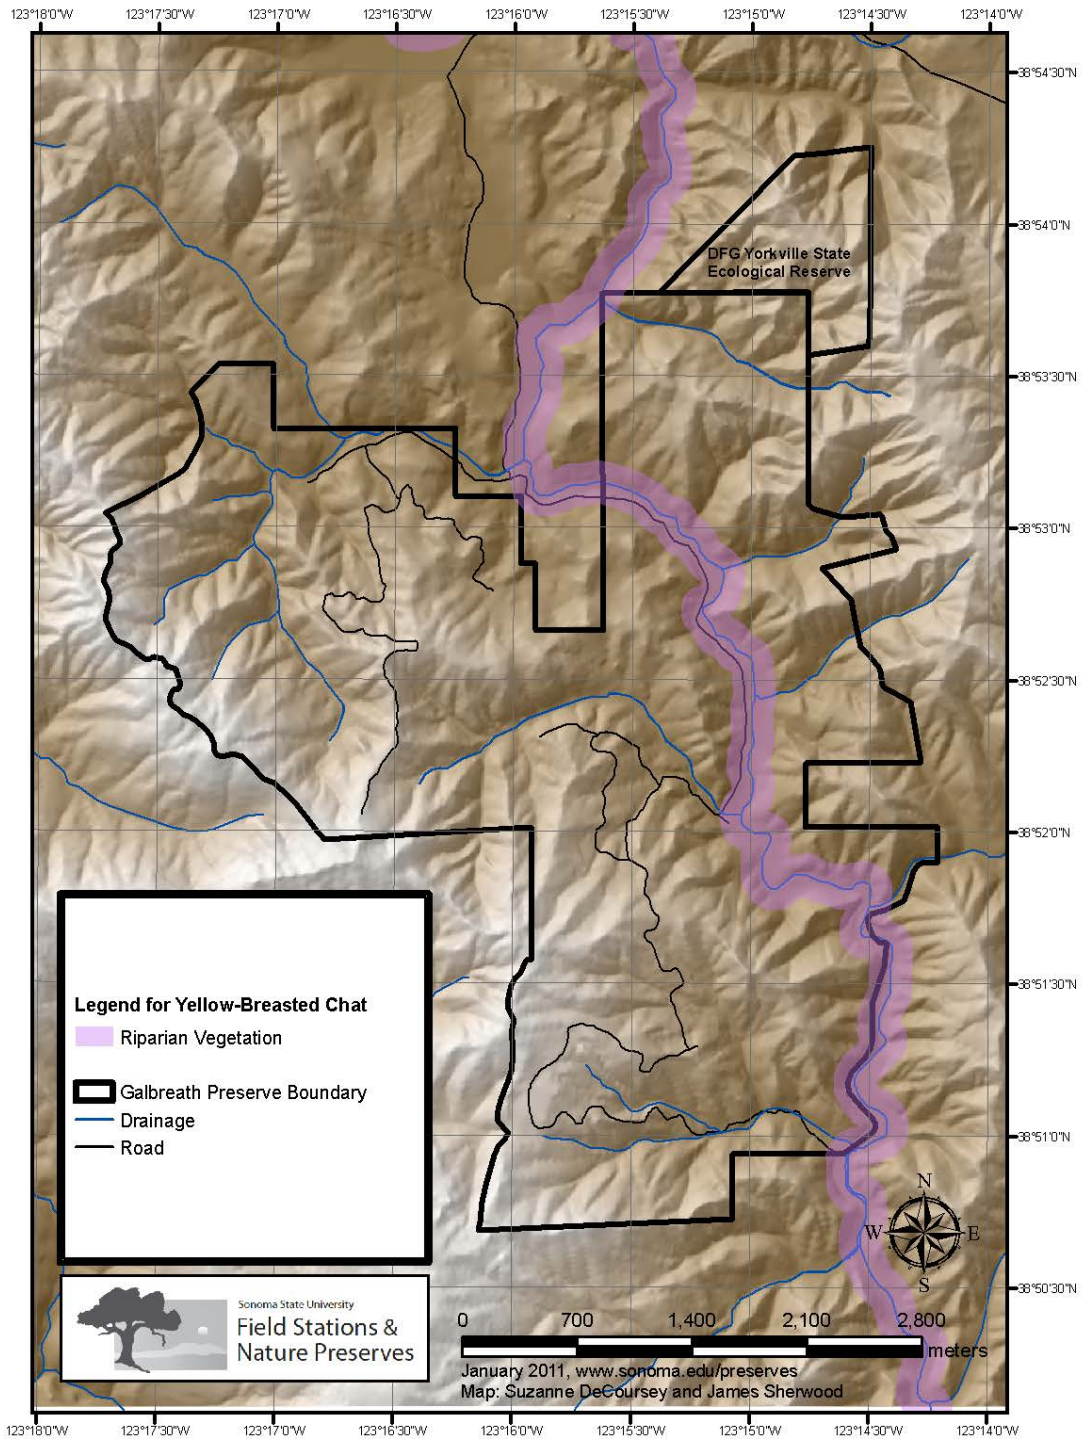 123°18'0"W 123°17'30"W 123°17'0"W 123°16'30"W 123°16'0"W 123°15'30"W 123°15'0"W 123°14'30"W 123°14'0"W
38°54'30"N
38°54'0"N
DFG Yorkville State
Ecological Reserve
38°53'30"N
38°53'0"N
38°52'30"N
38°52'0"N
38°51'30"N
38°51'0"N
38°50'30"N
Legend for Yellow-Breasted Chat
Riparian Vegetation
Galbreath Preserve Boundary
Drainage
Road
N
W E
S
Sonoma State University
Field Stations &
Nature Preserves
0 700 1,400 2,100 2,800
meters
January 2011, www.sonoma.edu/preserves
Map: Suzanne DeCoursey and James Sherwood
123°18'0"W 123°17'30"W 123°17'0"W 123°16'30"W 123°16'0"W 123°15'30"W 123°15'0"W 123°14'30"W 123°14'0"W